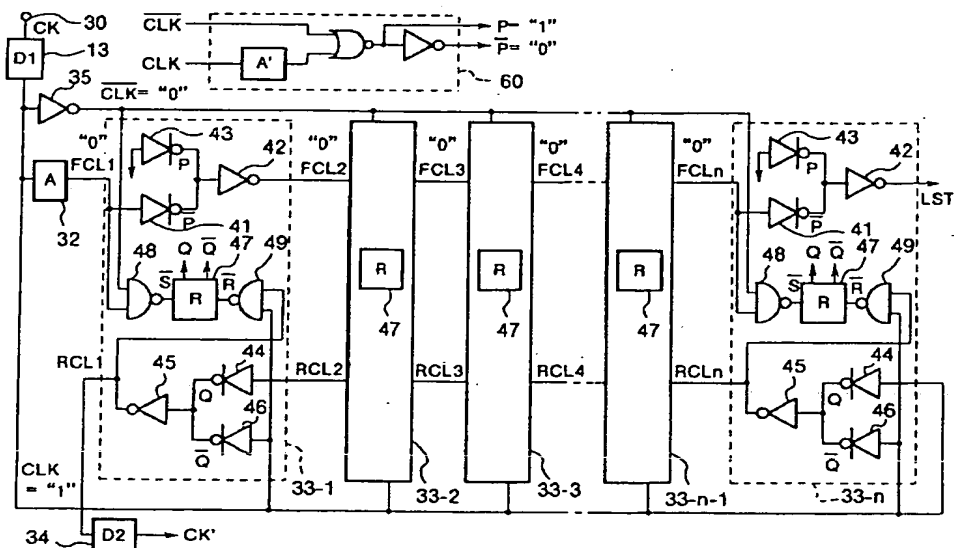 30
CK
D1
13
35
CLK
CLK
A'
P= "1"
P= "0"
60
CLK= "0"
"0"
FCL1
A
32
43
P
42
P
41
"0"
FCL2
"0"
FCL3
"0"
FCL4
"0"
FCLn
43
P
42
LST
P
41
48
Q
Q
47
49
S
R
R
R
47
R
47
R
47
48
Q
Q
47
49
S
R
R
RCL1
45
44
Q
46
Q
RCL2
RCL3
RCL4
RCLn
45
44
Q
46
Q
CLK
= "1"
33-1
33-2
33-3
33-n-1
33-n
34
D2
CK'